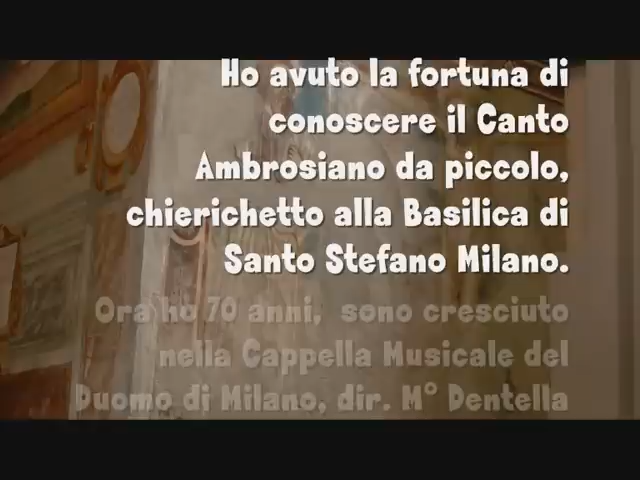 Ho avuto la fortuna di
conoscere il Canto
Ambrosiano da piccolo,
chierichetto alla Basilica di
Santo Stefano Milano.
Ora ho 70 anni, sono cresciuto
nella Cappella Musicale del
Duomo di Milano, dir. M° Dentella